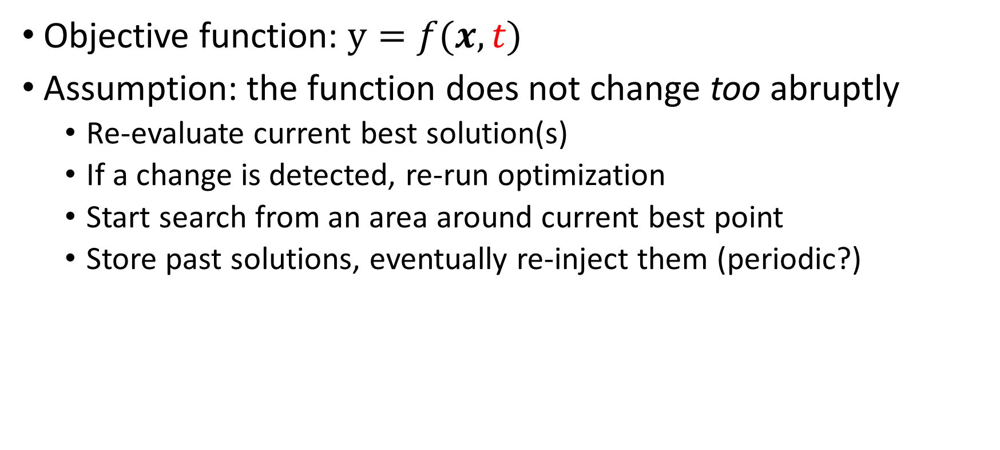 • Objective function: y = f(x, t)
• Assumption: the function does not change too abruptly
• Re-evaluate current best solution(s)
• If a change is detected, re-run optimization
• Start search from an area around current best point
• Store past solutions, eventually re-inject them (periodic?)